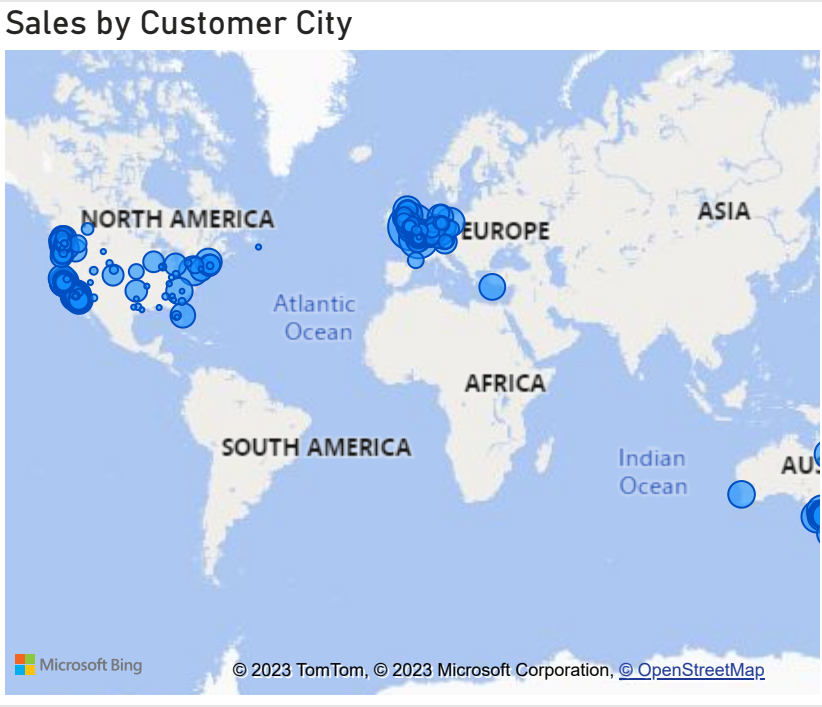 Sales by Customer City
NORTH AMERICA
EUROPE
ASIA
Atlantic
Ocean
AFRICA
SOUTH AMERICA
Indian
Ocean
AUS
Microsoft Bing
© 2023 TomTom, © 2023 Microsoft Corporation, © OpenStreetMap